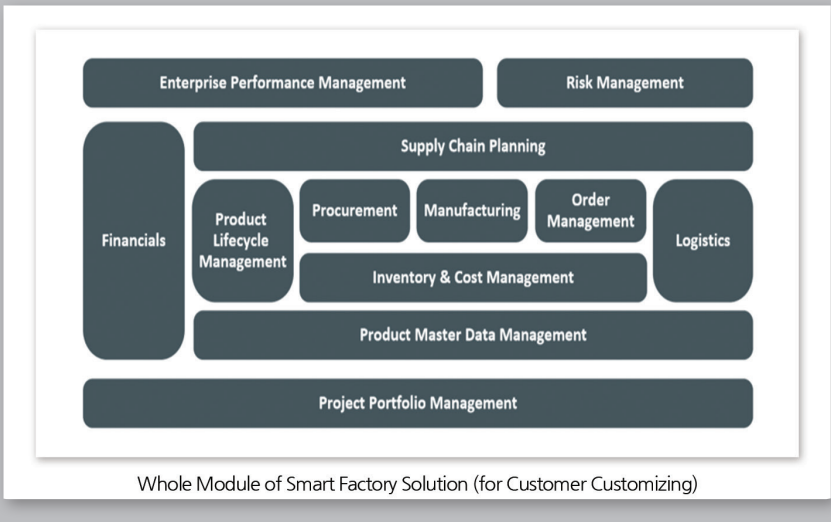 Enterprise Performance Management
Risk Management
Financials
Supply Chain Planning
Product
Lifecycle
Management
Procurement
Manufacturing
Order
Management
Logistics
Inventory & Cost Management
Product Master Data Management
Project Portfolio Management
Whole Module of Smart Factory Solution (for Customer Customizing)